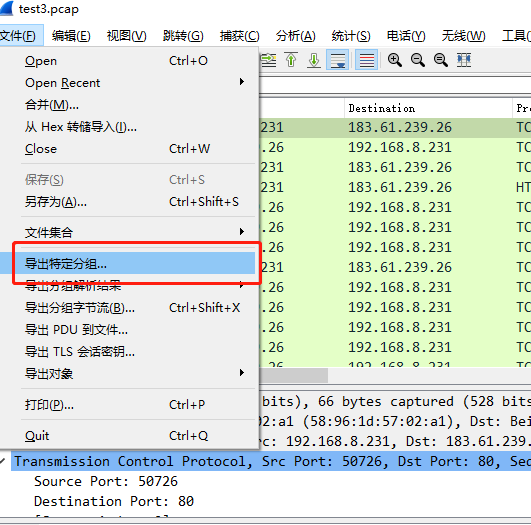 test3.pcap
文件(F) 编辑(E) 视图(V) 跳转(G) 捕获(C) 分析(A) 统计(S) 电话(Y) 无线(W) 工具
Open Ctrl+O
Open Recent
合并(M)...
从 Hex 转储导入(I)...
Close Ctrl+W
保存(S) Ctrl+S
另存为(A)... Ctrl+Shift+S
文件集合
导出特定分组...
导出分组解析结果
导出分组字节流(B)... Ctrl+Shift+X
导出 PDU 到文件...
导出 TLS 会话密钥...
导出对象
打印(P)... Ctrl+P
Quit Ctrl+Q
Destination Pr
231 183.61.239.26 TC
.26 192.168.8.231 TC
231 183.61.239.26 TC
231 183.61.239.26 HT
.26 192.168.8.231 TC
.26 192.168.8.231 TC
231 183.61.239.26 TC
.26 192.168.8.231 TC
231 183.61.239.26 TC
.26 192.168.8.231 TC
.26 192.168.8.231 TC
.26 192.168.8.231 TC
.26 192.168.8.231 TC
bits), 66 bytes captured (528 bits)
02:a1 (58:96:1d:57:02:a1), Dst: Bei
rc: 192.168.8.231, Dst: 183.61.239.
Transmission Control Protocol, Src Port: 50726, Dst Port: 80, Seq
Source Port: 50726
Destination Port: 80